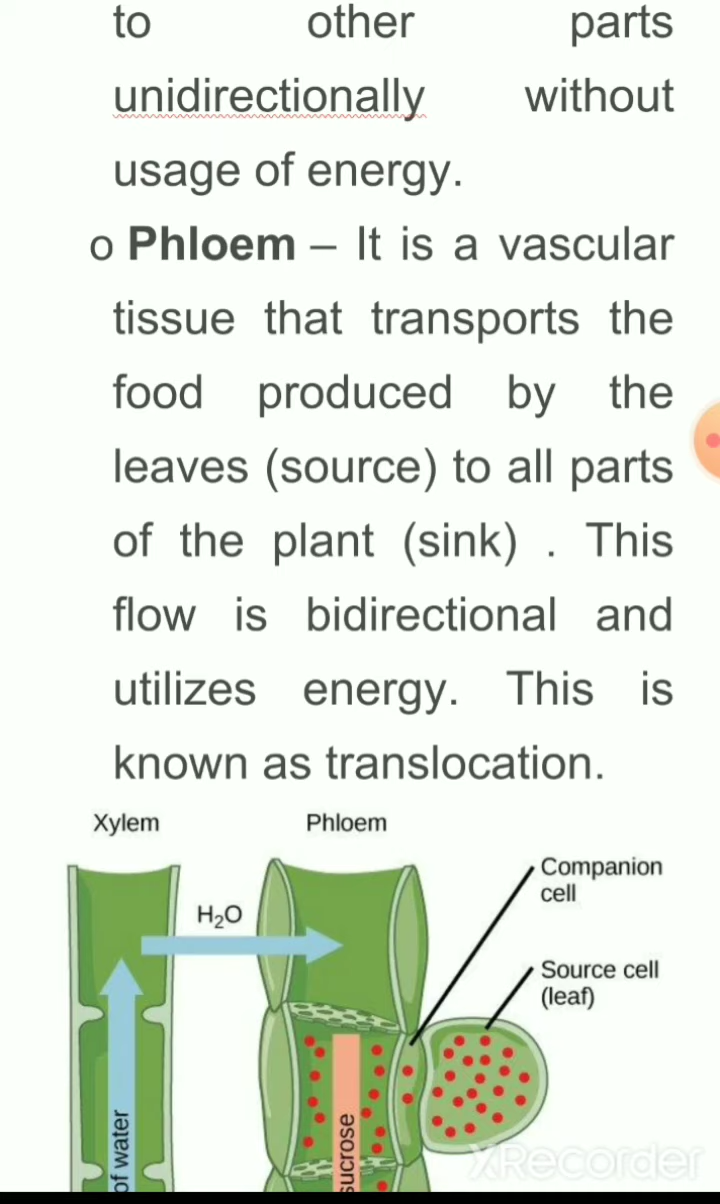 to other parts
unidirectionally without
usage of energy.
o Phloem – It is a vascular
tissue that transports the
food produced by the
leaves (source) to all parts
of the plant (sink) . This
flow is bidirectional and
utilizes energy. This is
known as translocation.
Xylem Phloem
Companion
cell
H₂O
Source cell
(leaf)
of water
sucrose
XRecorder